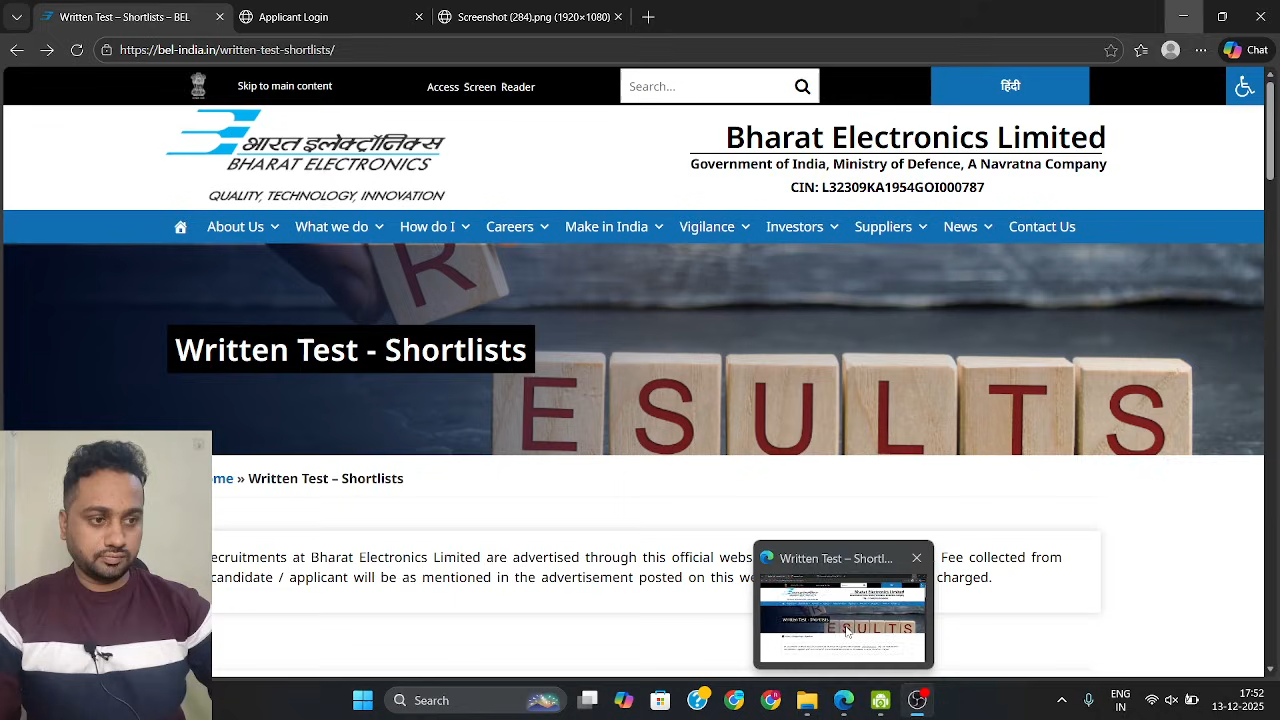 Written Test – Shortlists - BEL
Applicant Login
Screenshot (284).png (1920×1080)
https://bel-india.in/written-test-shortlists/
Chat
Skip to main content
Access Screen Reader
Search...
हिंदी
भारत इलेक्ट्रॉनिक्स
BHARAT ELECTRONICS
QUALITY, TECHNOLOGY, INNOVATION
Bharat Electronics Limited
Government of India, Ministry of Defence, A Navratna Company
CIN: L32309KA1954GOI000787
About Us
What we do
How do I
Careers
Make in India
Vigilance
Investors
Suppliers
News
Contact Us
R
ESULTS
Written Test - Shortlists
» Written Test – Shortlists
ecruitments at Bharat Electronics Limited are advertised through this official webs
Fee collected from
andidate / applicant will be as mentioned in the advertisement posted on this we
charged.
Written Test – Shortl...
Search
ENG
IN
17:52
13-12-2025